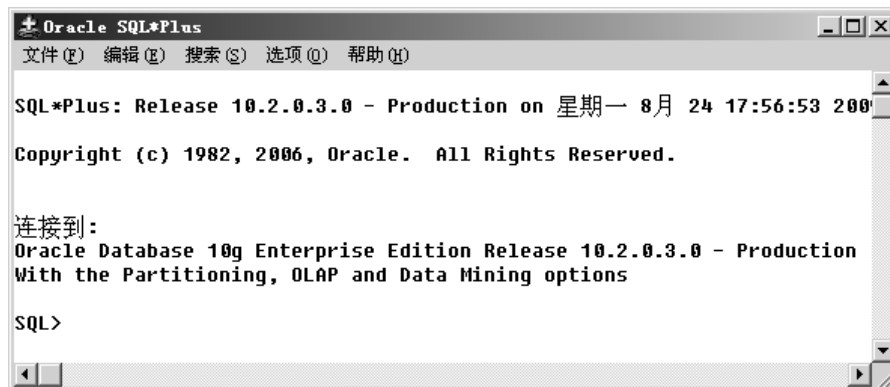 Oracle SQL*Plus
文件(F) 编辑(E) 搜索(S) 选项(O) 帮助(H)
SQL*Plus: Release 10.2.0.3.0 - Production on 星期一 8月 24 17:56:53 200
Copyright (c) 1982, 2006, Oracle. All Rights Reserved.
连接到:
Oracle Database 10g Enterprise Edition Release 10.2.0.3.0 - Production
With the Partitioning, OLAP and Data Mining options
SQL>